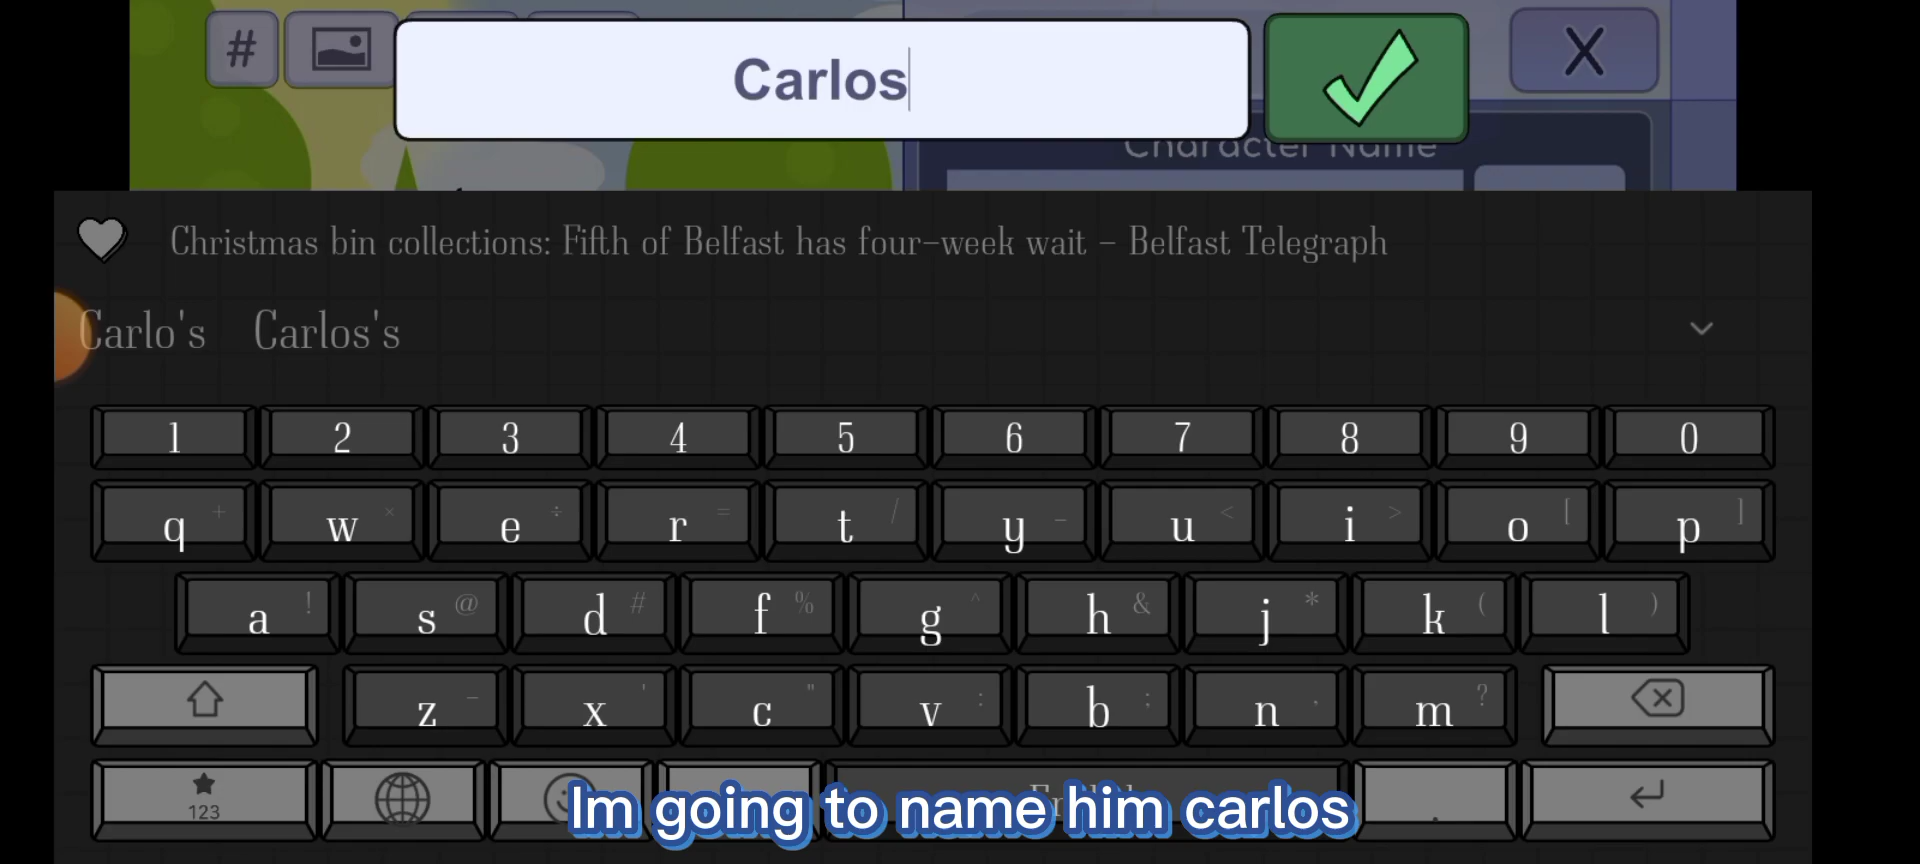 #
Carlos
X
Character Name
Christmas bin collections: Fifth of Belfast has four-week wait - Belfast Telegraph
Carlo's Carlos's
1 2 3 4 5 6 7 8 9 0
q + w × e ÷ r = t / y _ u < i > o [ p ]
a ! s @ d # f % g ^ h & j * k ( l )
z - x ' c " v : b ; n , m ?
123 .
Im going to name him carlos